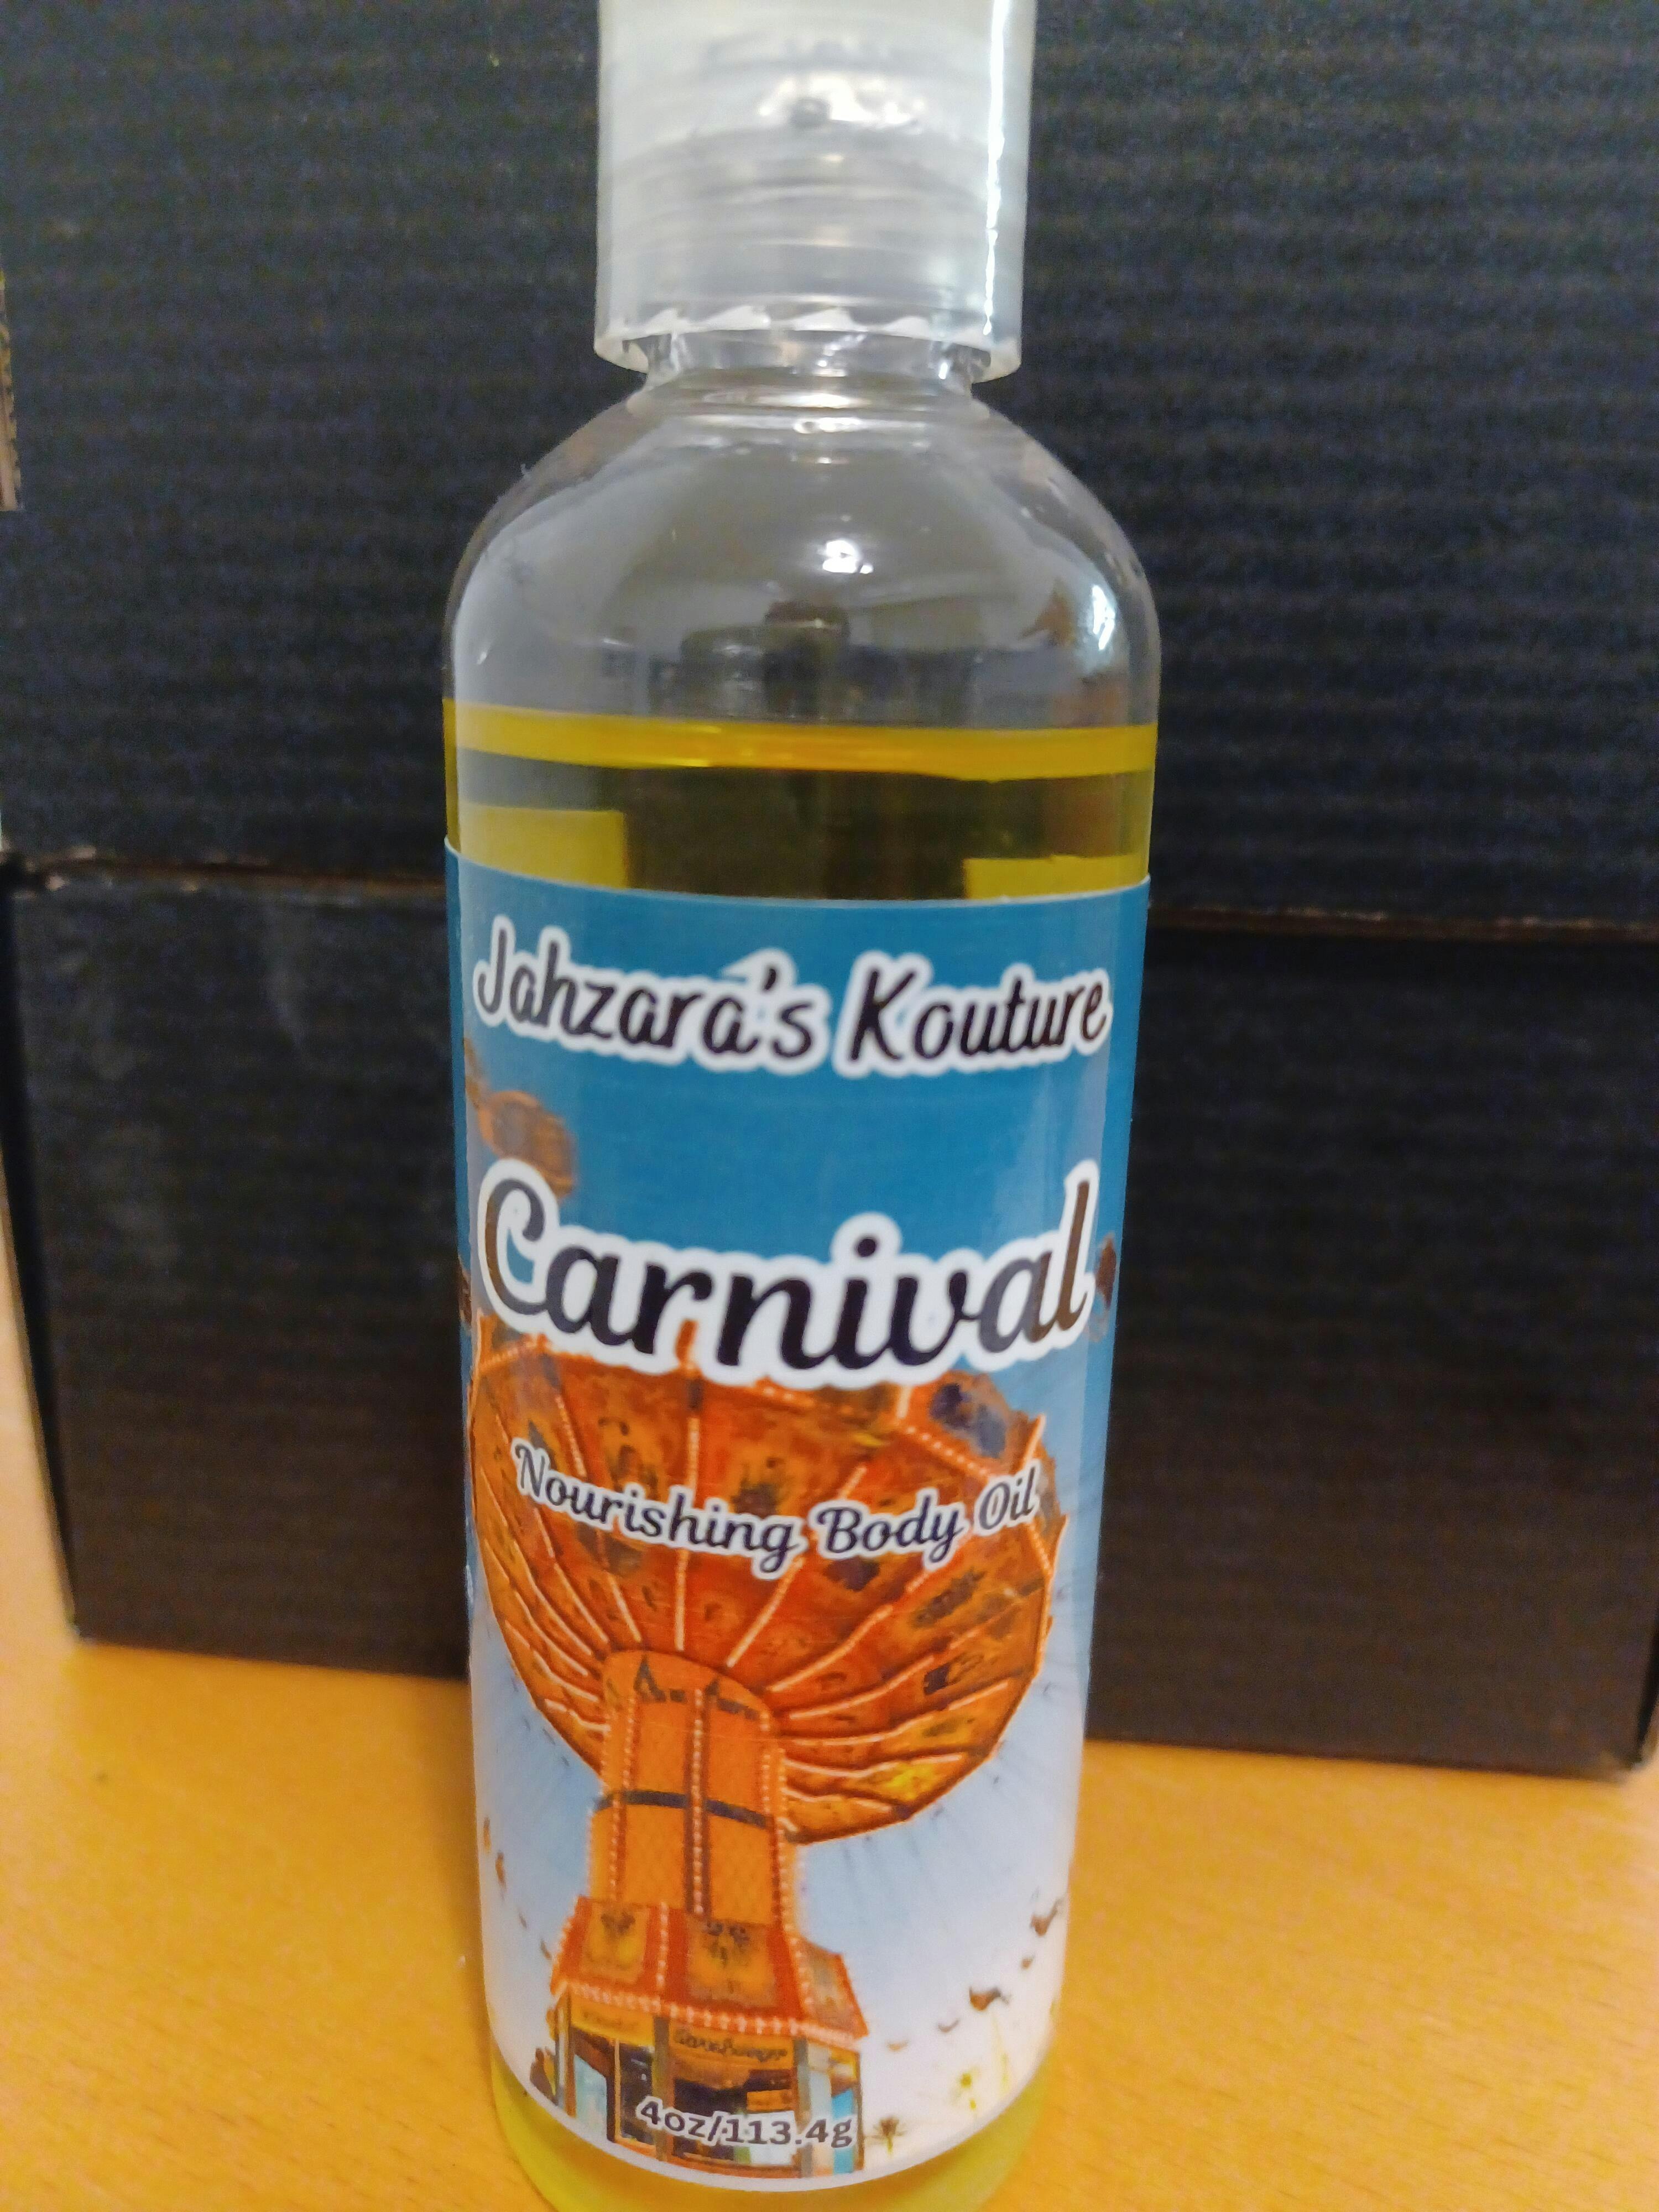 Jahzara's Kouture
Carnival
Nourishing Body Oil
4oz/113.4g